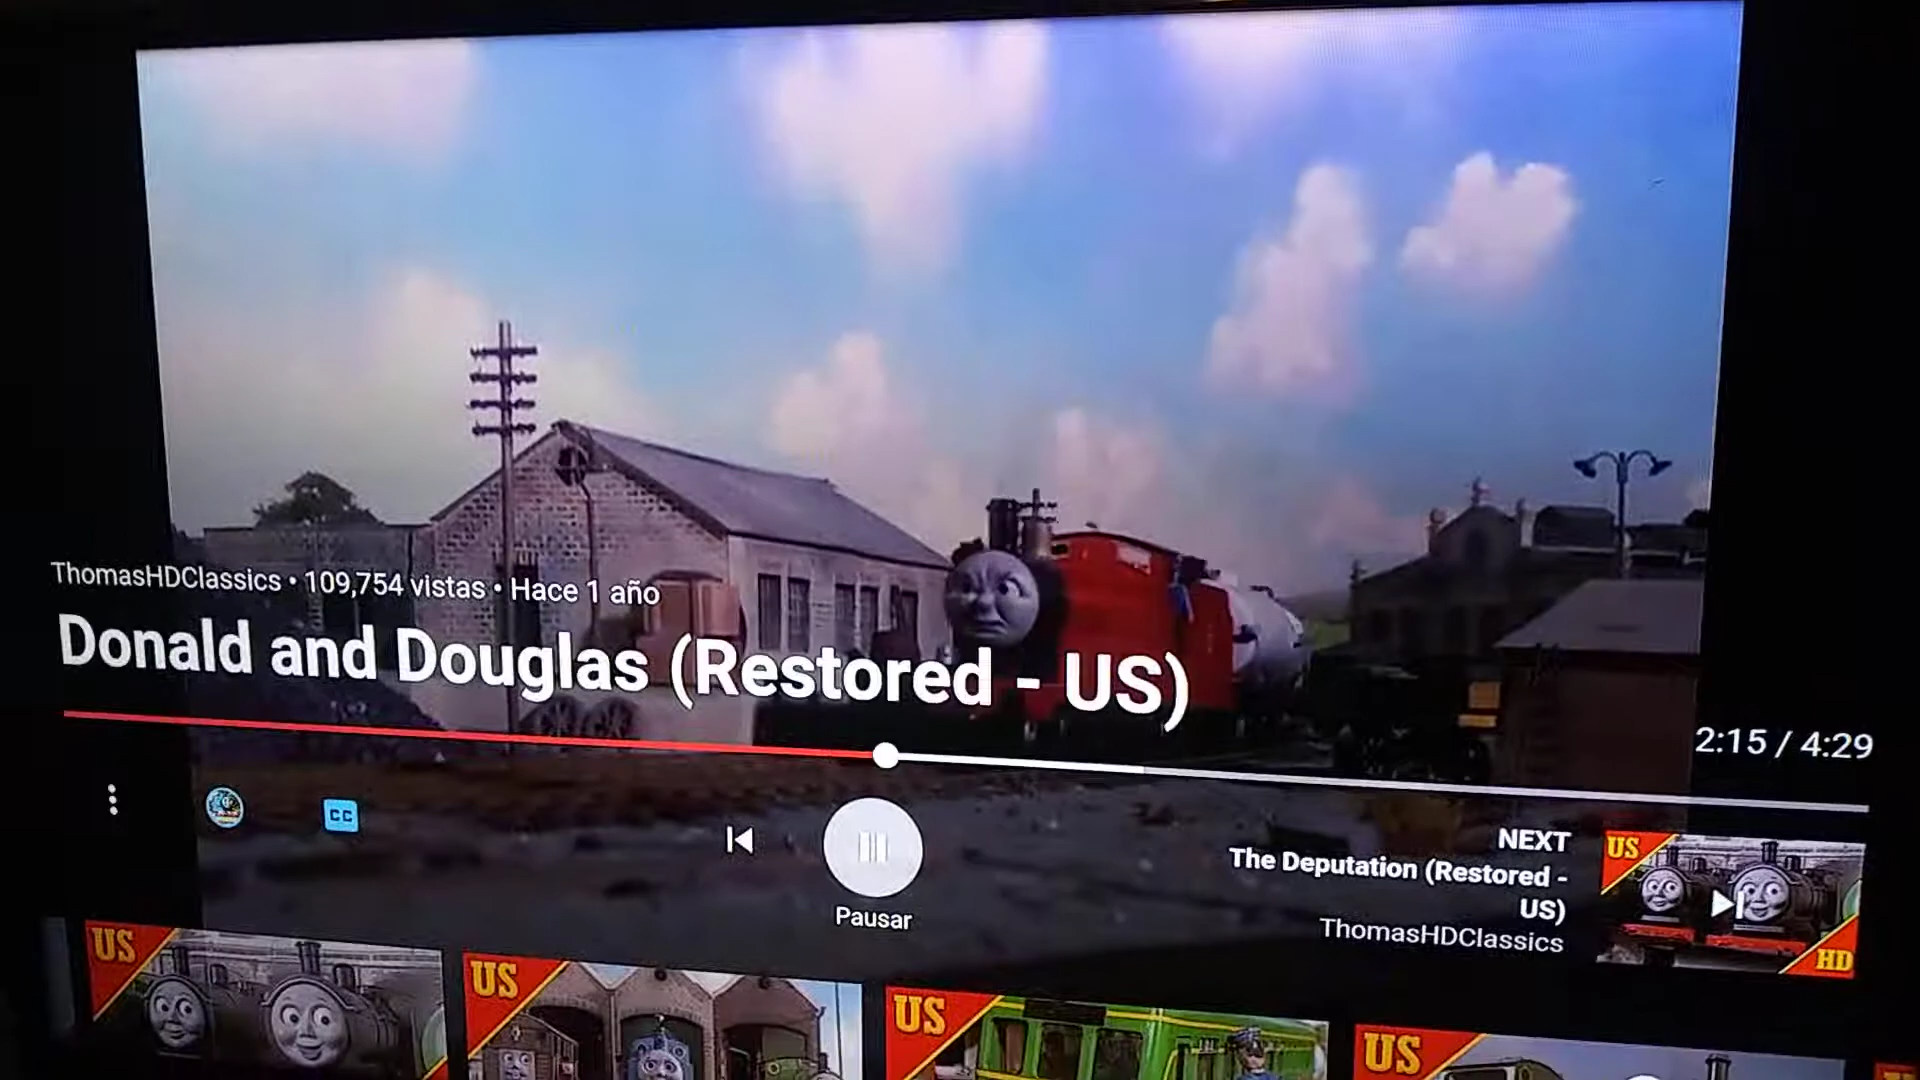 ThomasHDClassics • 109,754 vistas • Hace 1 año
Donald and Douglas (Restored - US)
2:15 / 4:29
CC
Pausar
NEXT
The Deputation (Restored -
US)
ThomasHDClassics
US
HD
US
US
US
US